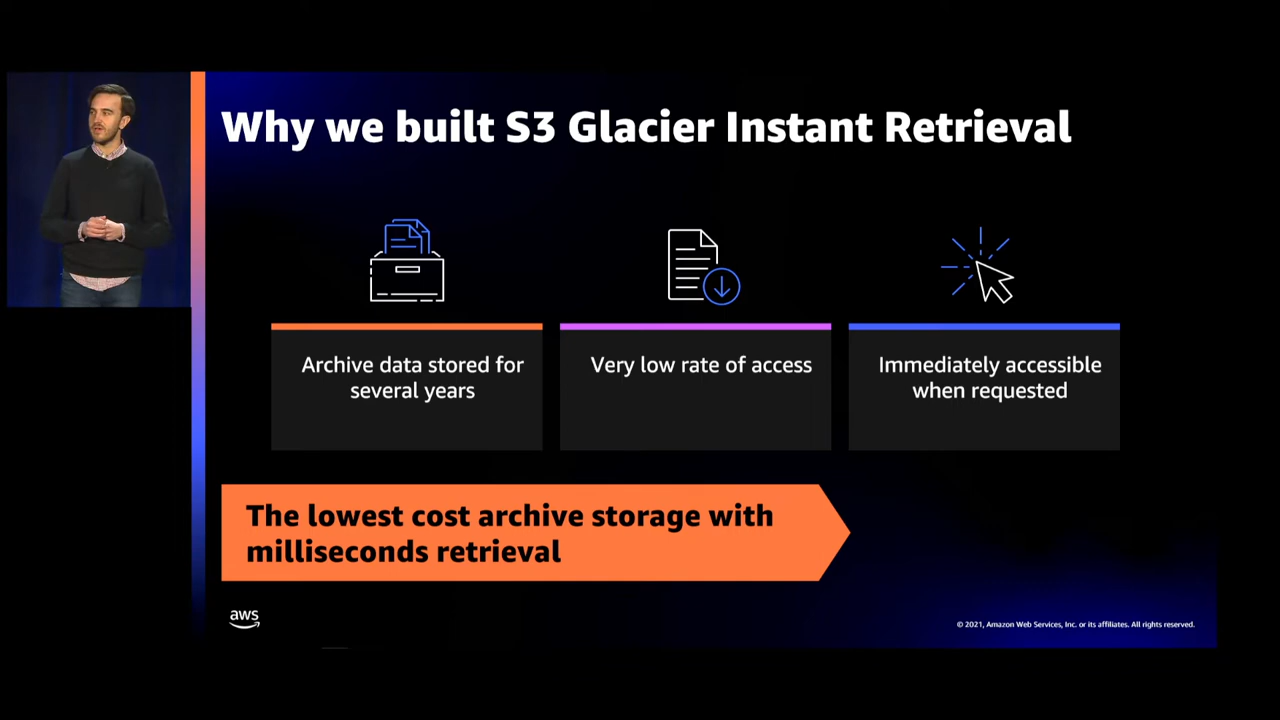 Why we built S3 Glacier Instant Retrieval
Archive data stored for
several years
Very low rate of access
Immediately accessible
when requested
The lowest cost archive storage with
milliseconds retrieval
aws
© 2021, Amazon Web Services, Inc. or its affiliates. All rights reserved.